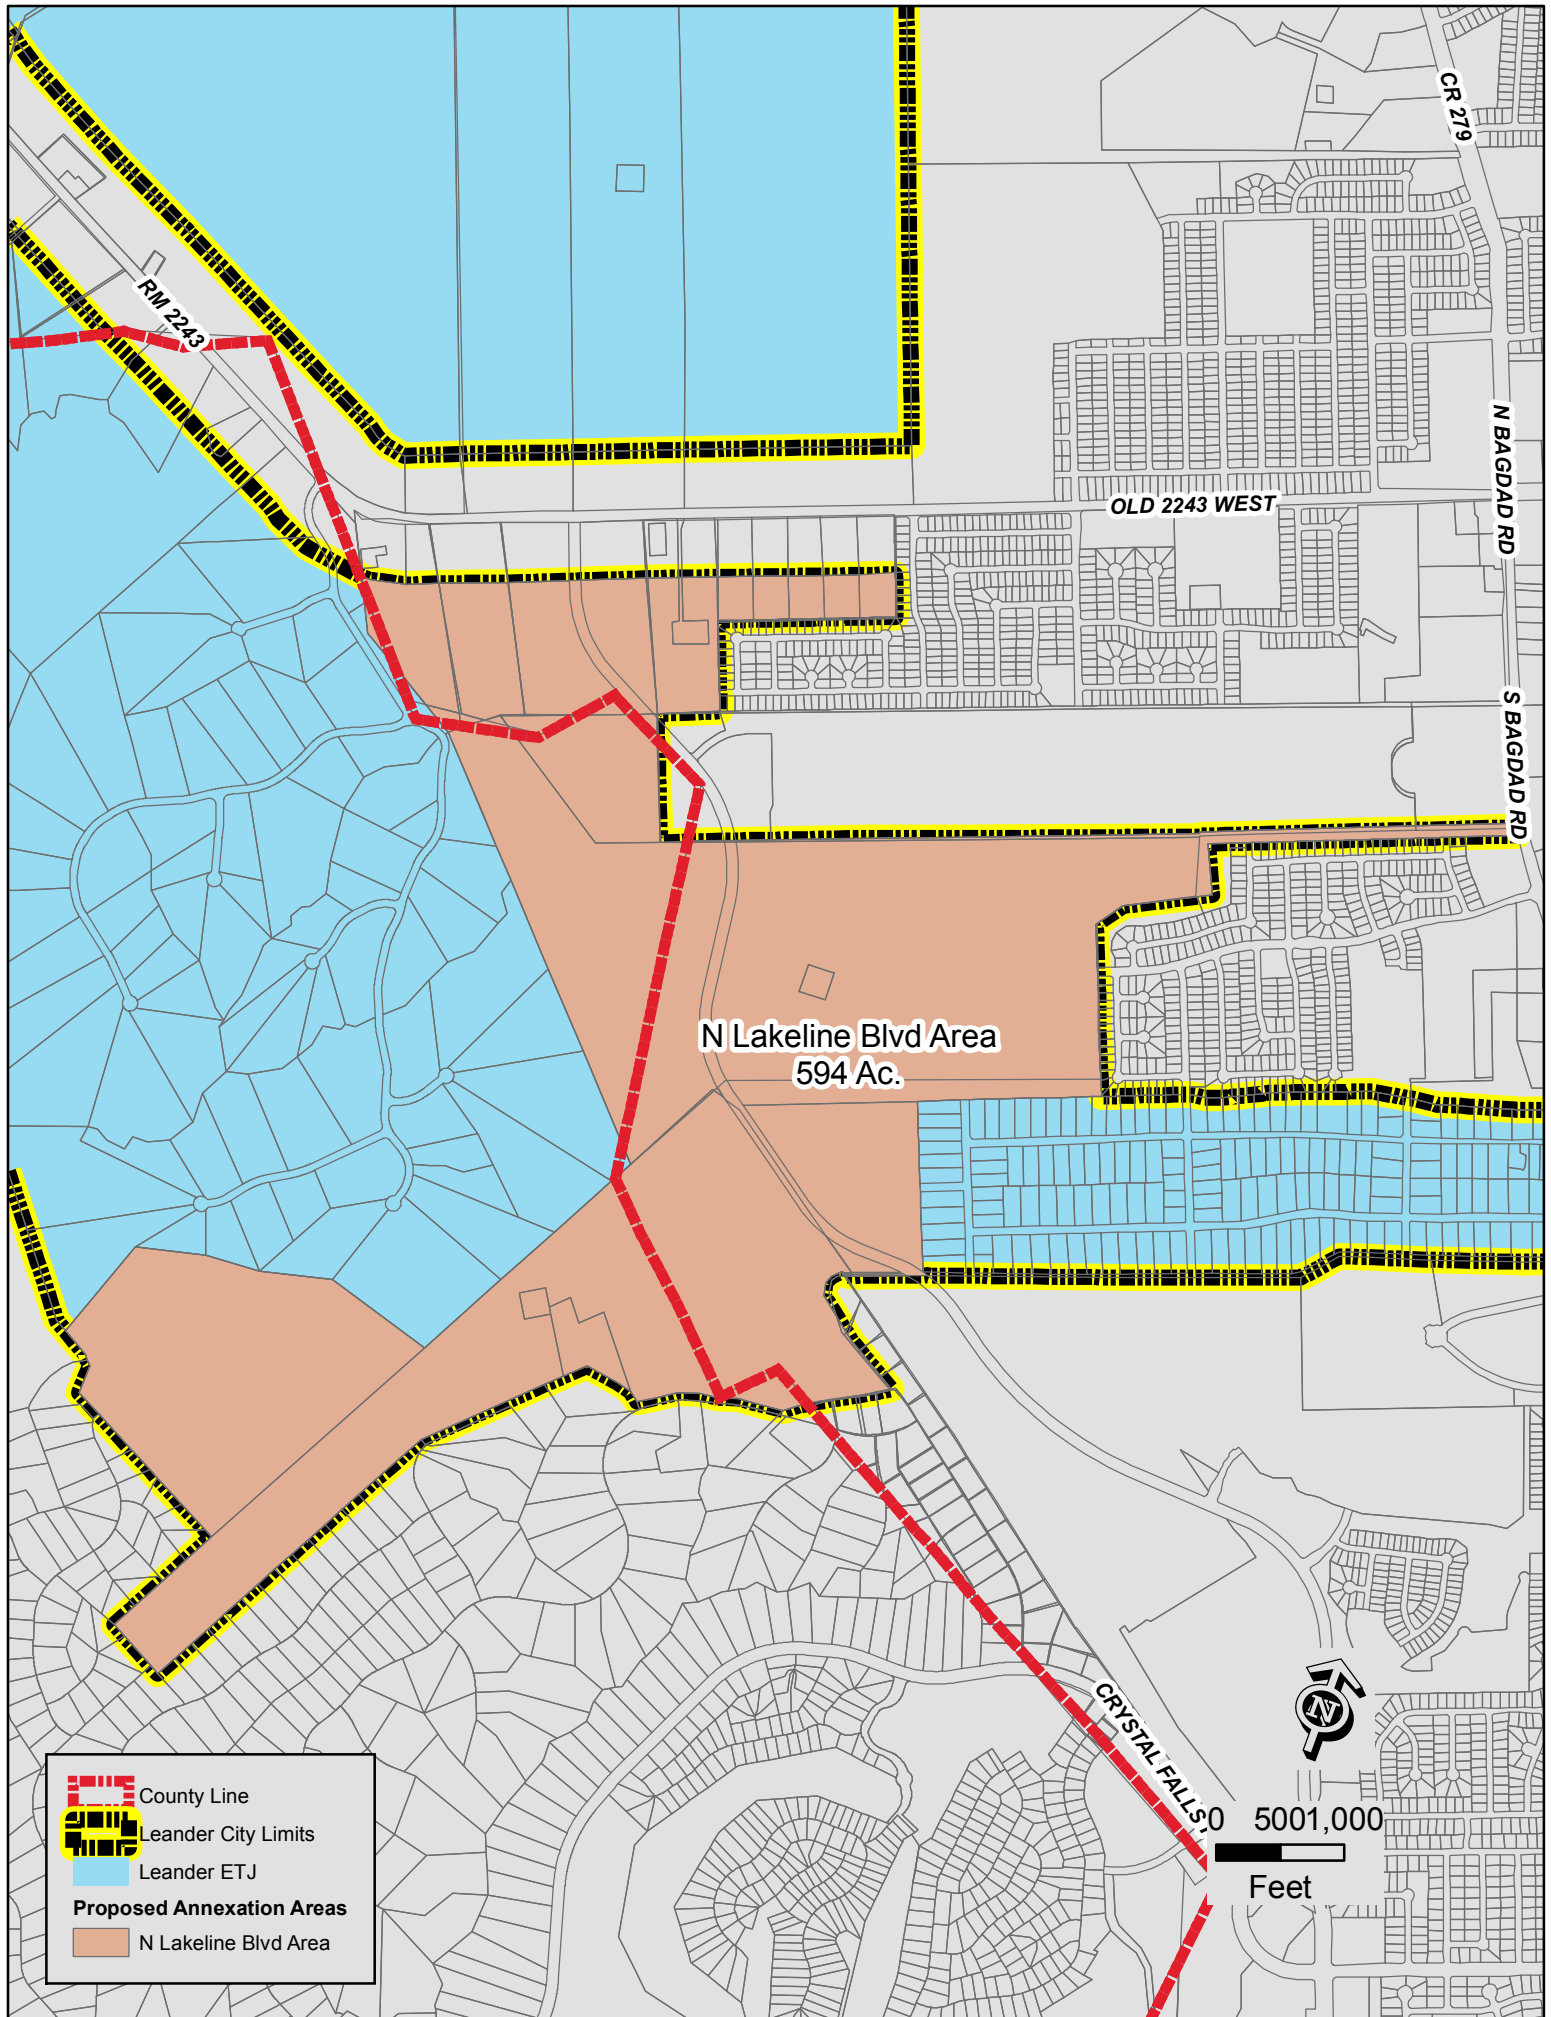 CR 279
RM 2243
N BAGDAD RD
OLD 2243 WEST
S BAGDAD RD
N Lakeline Blvd Area
594 Ac.
CRYSTAL FALLS
N
0 500 1,000
Feet
County Line
Leander City Limits
Leander ETJ
Proposed Annexation Areas
N Lakeline Blvd Area